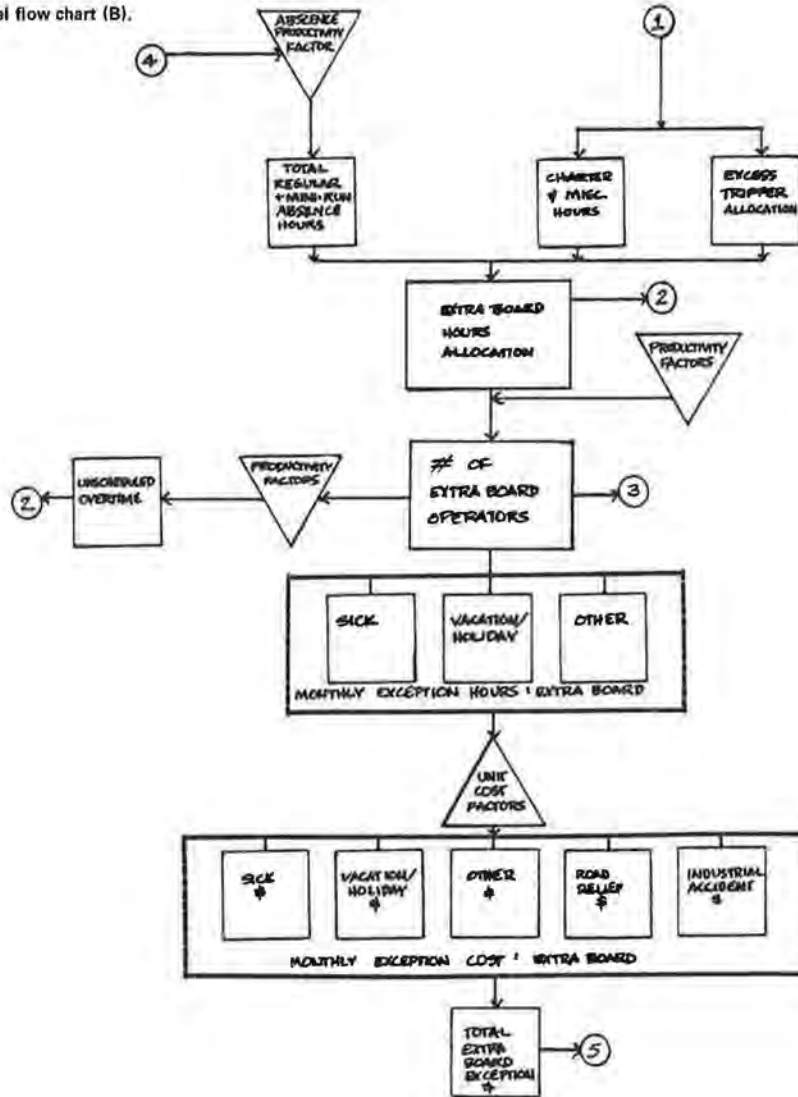 al flow chart (B).
ABSCENCE
PRODUCTIVITY
FACTOR
4
1
TOTAL
REGULAR
+ MINI-RUN
ABSENCE
HOURS
CHARTER
& MISC.
HOURS
EXCESS
TRIPPER
ALLOCATION
EXTRA BOARD
HOURS
ALLOCATION
2
PRODUCTIVITY
FACTORS
# OF
EXTRA BOARD
OPERATORS
3
PRODUCTIVITY
FACTORS
UNSCHEDULED
OVERTIME
2
SICK
VACATION/
HOLIDAY
OTHER
MONTHLY EXCEPTION HOURS : EXTRA BOARD
UNIT
COST
FACTORS
SICK
$
VACATION/
HOLIDAY
$
OTHER
$
ROAD
RELIEF
$
INDUSTRIAL
ACCIDENT
$
MONTHLY EXCEPTION COST : EXTRA BOARD
TOTAL
EXTRA
BOARD
EXCEPTION
$
5